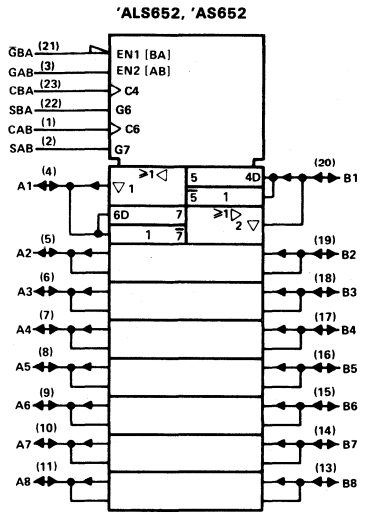 'ALS652, 'AS652
G̅BA (21) EN1 [BA]
GAB (3) EN2 [AB]
CBA (23) C4
SBA (22) G6
CAB (1) C6
SAB (2) G7
A1 (4) ≥1 ▽ 1 5 4D (20) B1
5̅ 1
6D 7 ≥1 2 ▽
1 7̅
A2 (5) (19) B2
A3 (6) (18) B3
A4 (7) (17) B4
A5 (8) (16) B5
A6 (9) (15) B6
A7 (10) (14) B7
A8 (11) (13) B8